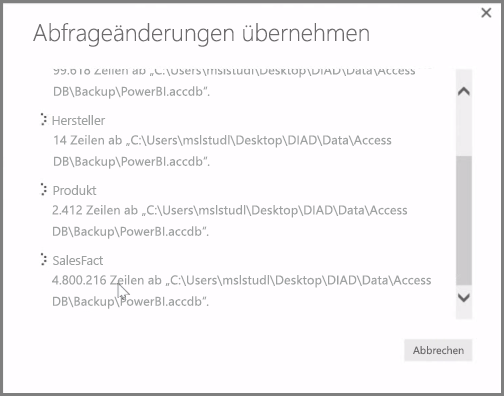 Abfrageänderungen übernehmen
99.618 Zeilen ab „C:\Users\mslstudl\Desktop\DIAD\Data\Access
DB\Backup\PowerBI.accdb“.
Hersteller
14 Zeilen ab „C:\Users\mslstudl\Desktop\DIAD\Data\Access
DB\Backup\PowerBI.accdb“.
Produkt
2.412 Zeilen ab „C:\Users\mslstudl\Desktop\DIAD\Data\Access
DB\Backup\PowerBI.accdb“.
SalesFact
4.800.216 Zeilen ab „C:\Users\mslstudl\Desktop\DIAD\Data\Access
DB\Backup\PowerBI.accdb“.
Abbrechen